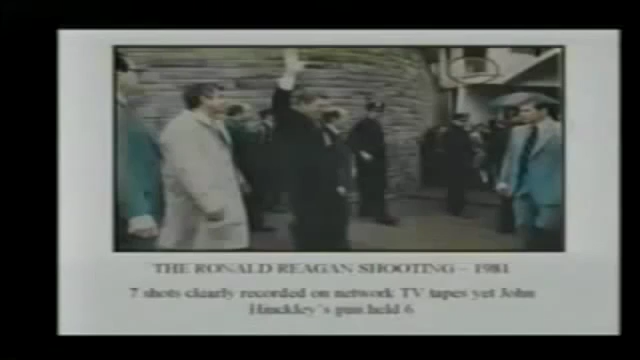 THE RONALD REAGAN SHOOTING – 1981
7 shots clearly recorded on network TV tapes yet John
Hinckley's gun held 6